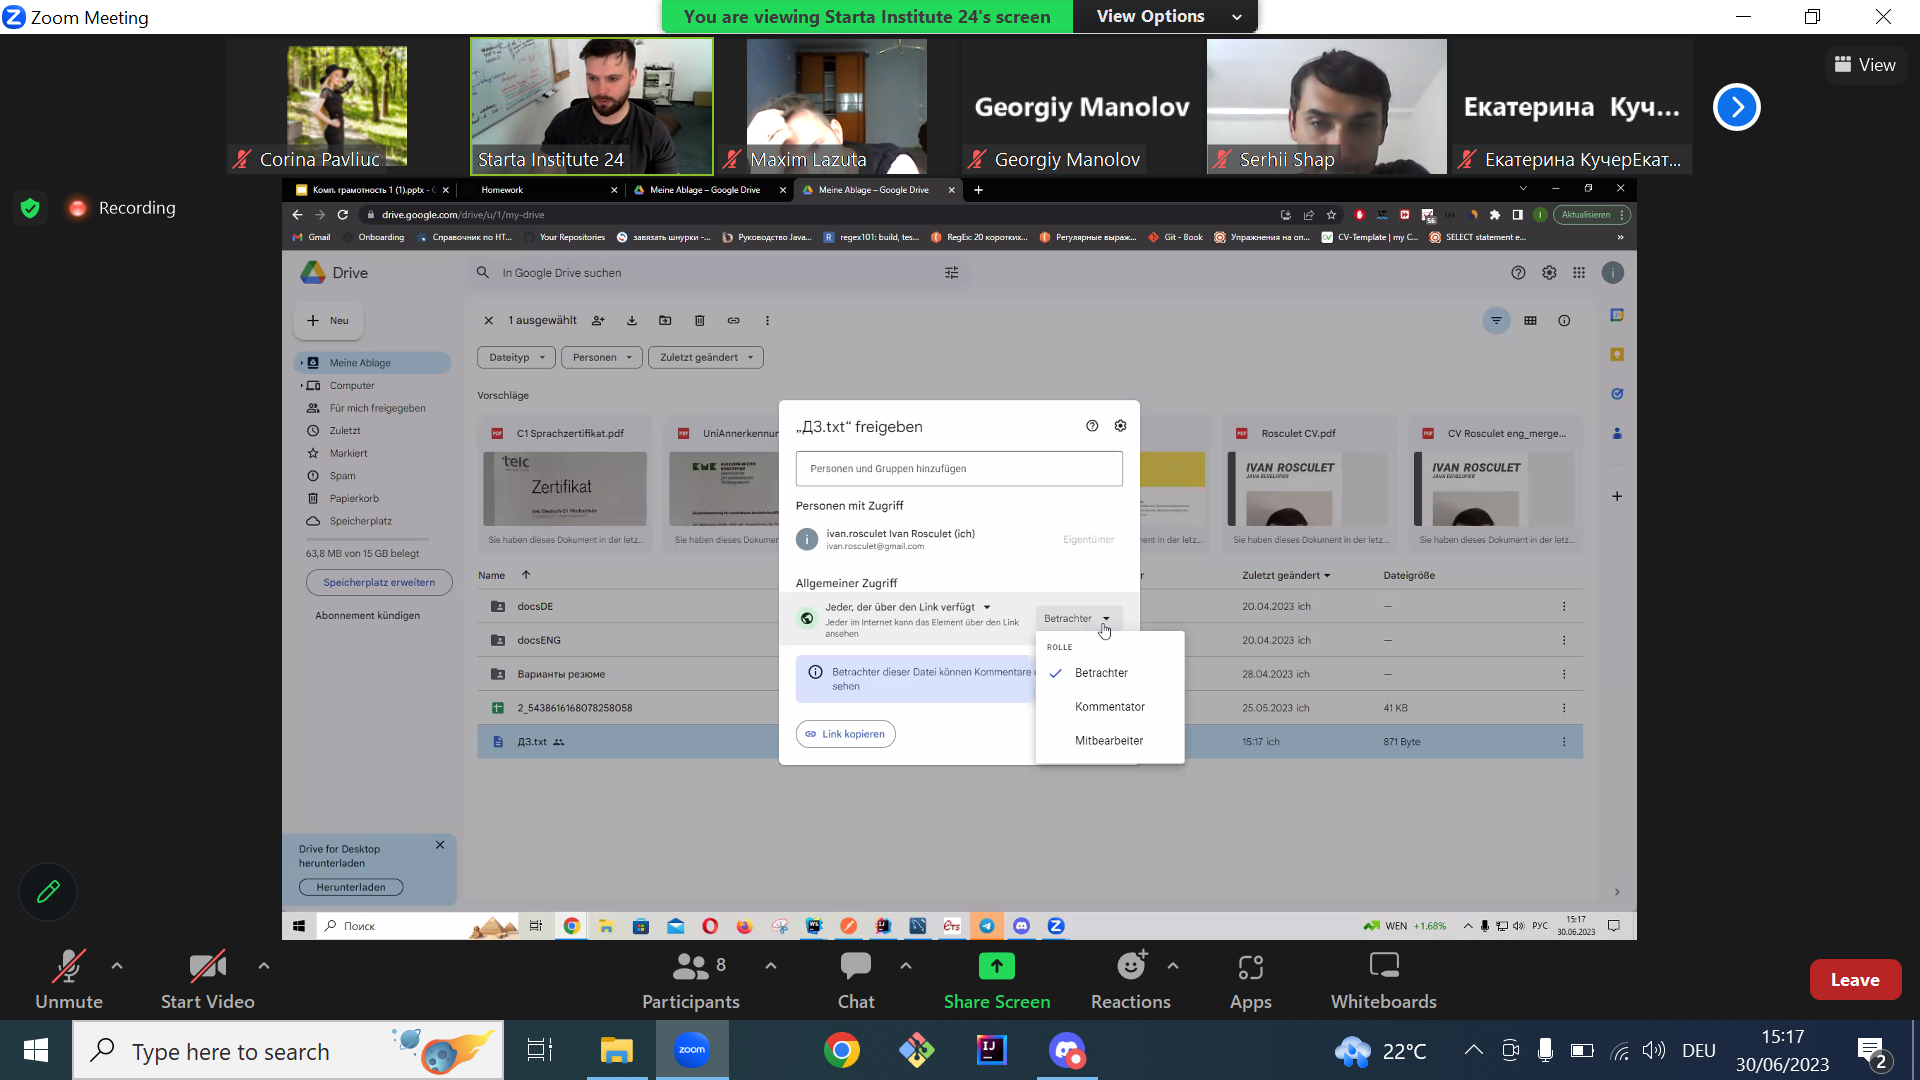 Zoom Meeting
You are viewing Starta Institute 24's screen
View Options
Corina Pavliuc
Starta Institute 24
Maxim Lazuta
Georgiy Manolov
Georgiy Manolov
Serhii Shap
Екатерина Куч...
Екатерина КучерЕкат...
View
Recording
Комп. грамотность 1 (1).pptx - G
Homework
Meine Ablage – Google Drive
Meine Ablage – Google Drive
drive.google.com/drive/u/1/my-drive
Aktualisieren
Gmail
Onboarding
Справочник по HT...
Your Repositories
завязать шнурки -...
Руководство Java...
regex101: build, tes...
RegEx: 20 коротких...
Регулярные выраж...
Git - Book
Упражнения на оп...
CV-Template | my C...
SELECT statement e...
Drive
In Google Drive suchen
Neu
1 ausgewählt
Dateityp
Personen
Zuletzt geändert
Meine Ablage
Computer
Für mich freigegeben
Zuletzt
Markiert
Spam
Papierkorb
Speicherplatz
63,8 MB von 15 GB belegt
Speicherplatz erweitern
Abonnement kündigen
Vorschläge
C1 Sprachzertifikat.pdf
telc
Zertifikat
Sie haben dieses Dokument in der letz...
UniAnnerkennun
KMK
Sie haben dieses Dokument
in der letz...
Rosculet CV.pdf
IVAN ROSCULET
JAVA DEVELOPER
Sie haben dieses Dokument in der letz...
CV Rosculet eng_merge...
IVAN ROSCULET
JAVA DEVELOPER
Sie haben dieses Dokument in der letz...
Name
Zuletzt geändert
Dateigröße
docsDE
20.04.2023 ich
—
docsENG
20.04.2023 ich
—
Варианты резюме
28.04.2023 ich
—
2_5438616168078258058
25.05.2023 ich
41 KB
ДЗ.txt
15:17 ich
871 Byte
„ДЗ.txt“ freigeben
Personen und Gruppen hinzufügen
Personen mit Zugriff
ivan.rosculet Ivan Rosculet (ich)
ivan.rosculet@gmail.com
Eigentümer
Allgemeiner Zugriff
Jeder, der über den Link verfügt
Jeder im Internet kann das Element über den Link
ansehen
Betrachter
Betrachter dieser Datei können Kommentare
sehen
Link kopieren
ROLLE
Betrachter
Kommentator
Mitbearbeiter
Drive for Desktop
herunterladen
Herunterladen
Поиск
WEN +1.68%
РУС
15:17
30.06.2023
Unmute
Start Video
8
Participants
Chat
Share Screen
Reactions
Apps
Whiteboards
Leave
Type here to search
zoom
22°C
DEU
15:17
30/06/2023
2